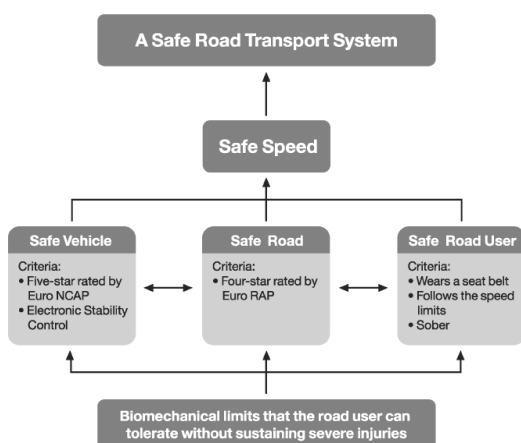 A Safe Road Transport System
Safe Speed
Safe Vehicle
Criteria:
• Five-star rated by
Euro NCAP
• Electronic Stability
Control
Safe Road
Criteria:
• Four-star rated by
Euro RAP
Safe Road User
Criteria:
• Wears a seat belt
• Follows the speed
limits
• Sober
Biomechanical limits that the road user can
tolerate without sustaining severe injuries